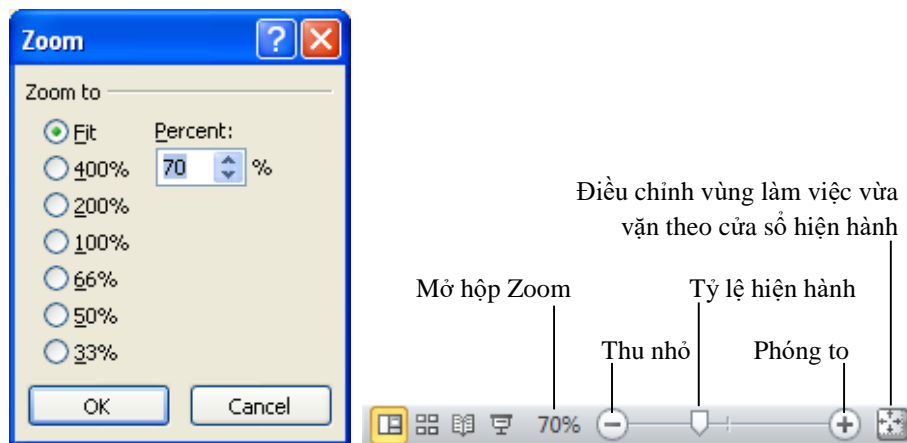 Zoom
Zoom to
Fit
Percent:
400%
70 %
200%
100%
66%
50%
33%
OK
Cancel
Điều chỉnh vùng làm việc vừa
vặn theo cửa sổ hiện hành
Mở hộp Zoom
Tỷ lệ hiện hành
Thu nhỏ
Phóng to
70%